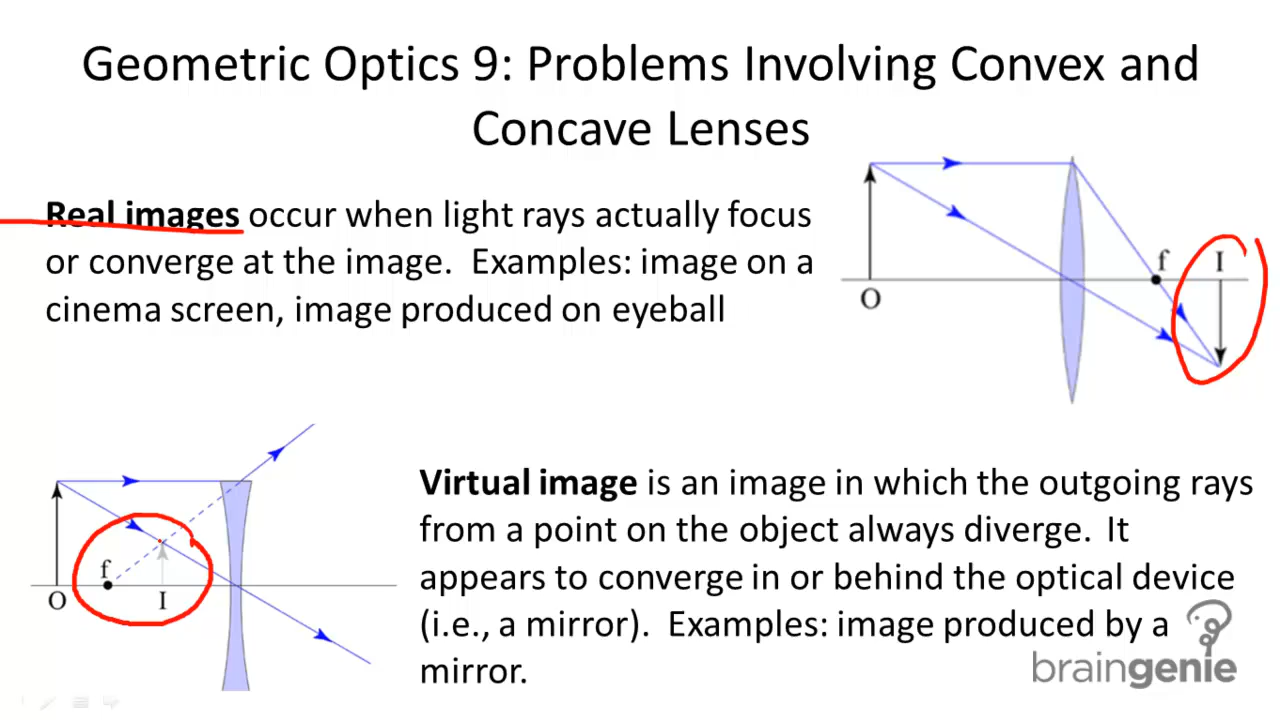 Geometric Optics 9: Problems Involving Convex and
Concave Lenses
Real images occur when light rays actually focus
or converge at the image. Examples: image on a
cinema screen, image produced on eyeball
f
I
O
f
O
I
Virtual image is an image in which the outgoing rays
from a point on the object always diverge. It
appears to converge in or behind the optical device
(i.e., a mirror). Examples: image produced by a
mirror.
braingenie